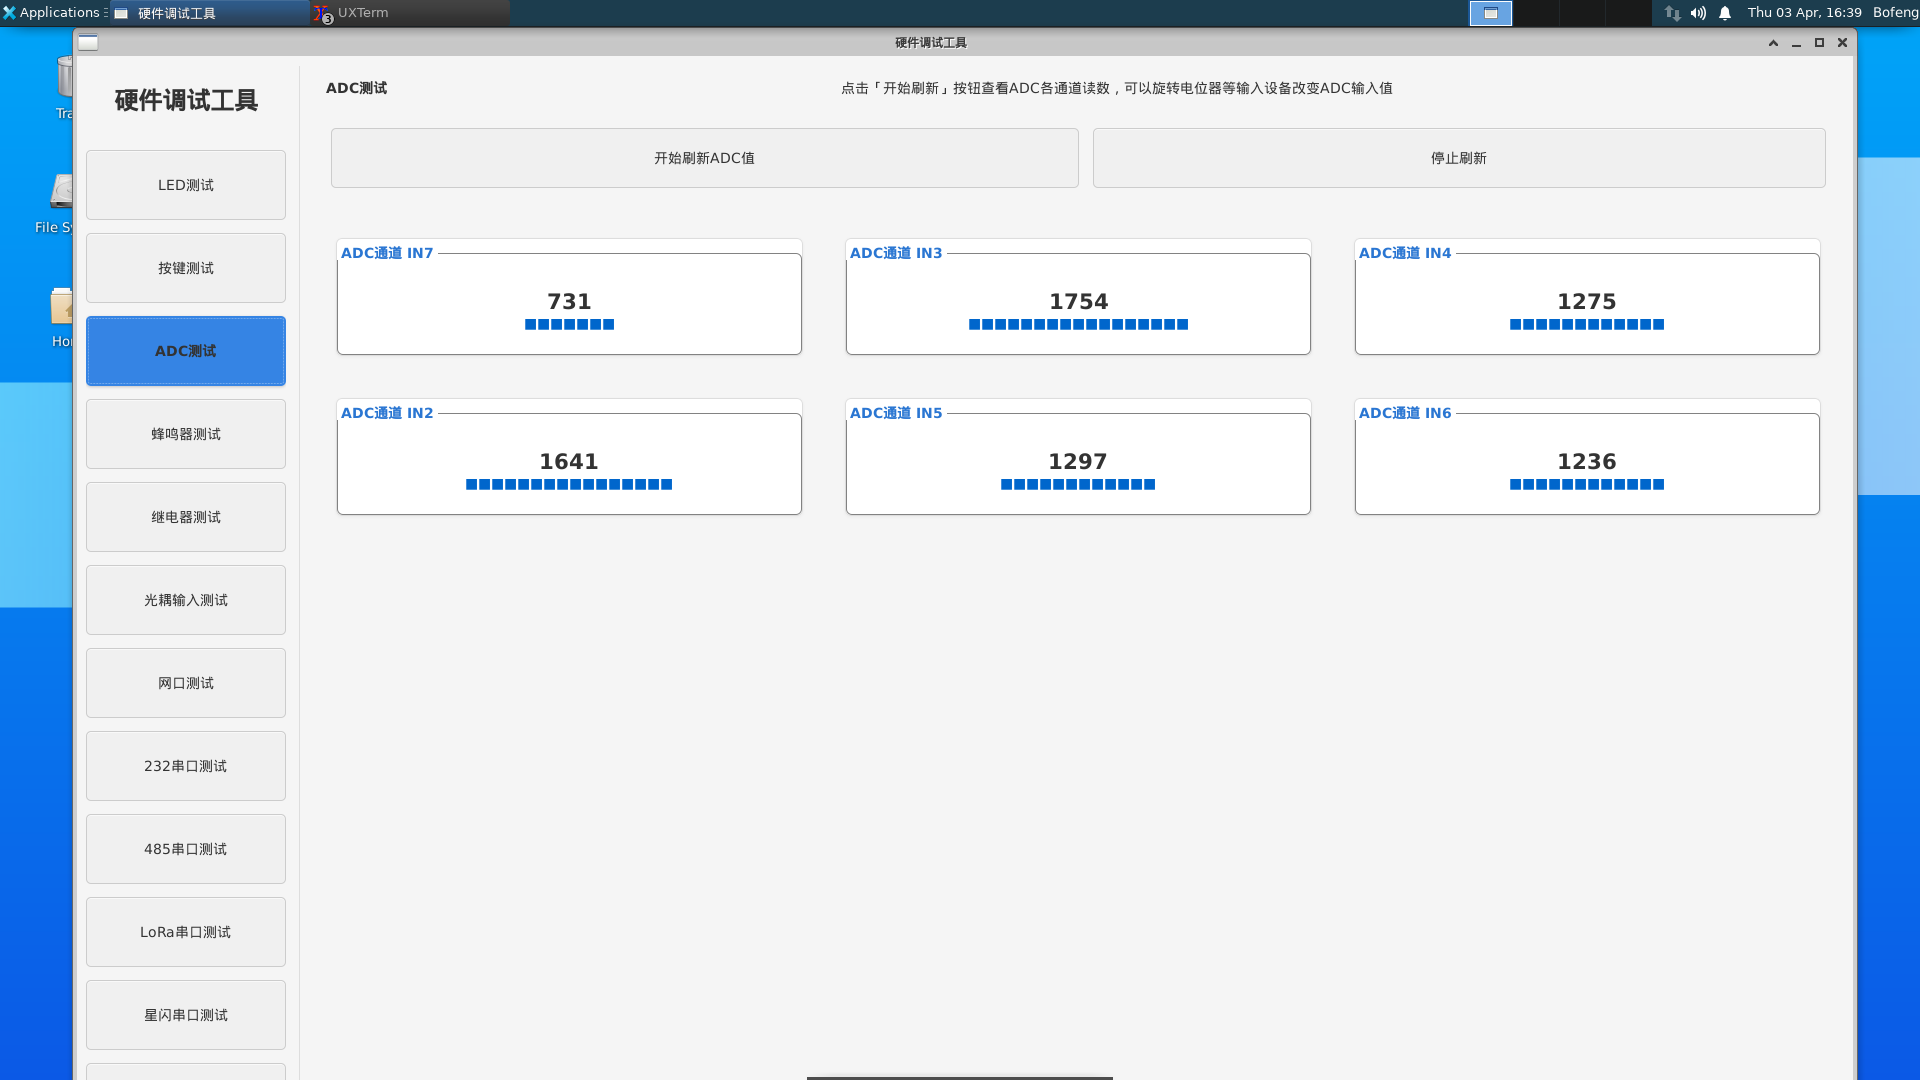 Applications
硬件调试工具
3
UXTerm
Thu 03 Apr, 16:39
Bofeng
硬件调试工具
硬件调试工具
LED测试
按键测试
ADC测试
蜂鸣器测试
继电器测试
光耦输入测试
网口测试
232串口测试
485串口测试
LoRa串口测试
星闪串口测试
ADC测试
点击「开始刷新」按钮查看ADC各通道读数，可以旋转电位器等输入设备改变ADC输入值
开始刷新ADC值
停止刷新
ADC通道 IN7
731
ADC通道 IN3
1754
ADC通道 IN4
1275
ADC通道 IN2
1641
ADC通道 IN5
1297
ADC通道 IN6
1236
Tra
File Sy
Ho